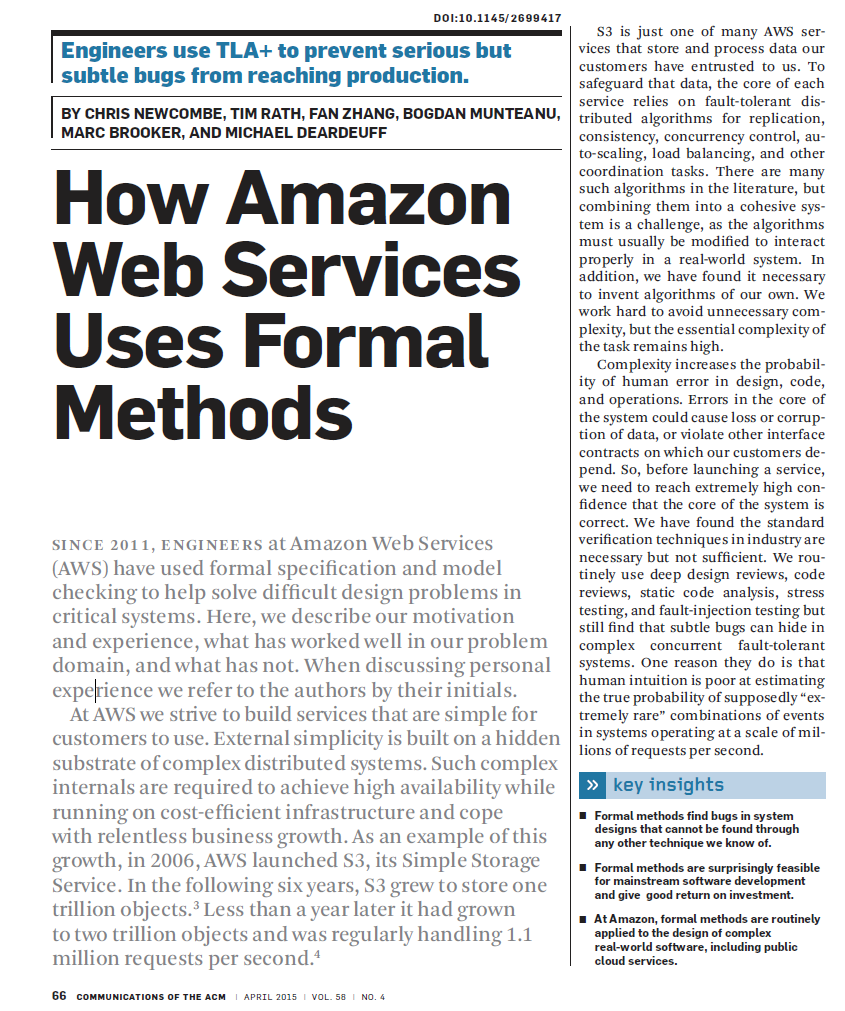 DOI:10.1145/2699417
Engineers use TLA+ to prevent serious but
subtle bugs from reaching production.
BY CHRIS NEWCOMBE, TIM RATH, FAN ZHANG, BOGDAN MUNTEANU,
MARC BROOKER, AND MICHAEL DEARDEUFF
How Amazon
Web Services
Uses Formal
Methods
SINCE 2011, ENGINEERS at Amazon Web Services
(AWS) have used formal specification and model
checking to help solve difficult design problems in
critical systems. Here, we describe our motivation
and experience, what has worked well in our problem
domain, and what has not. When discussing personal
experience we refer to the authors by their initials.
At AWS we strive to build services that are simple for
customers to use. External simplicity is built on a hidden
substrate of complex distributed systems. Such complex
internals are required to achieve high availability while
running on cost-efficient infrastructure and cope
with relentless business growth. As an example of this
growth, in 2006, AWS launched S3, its Simple Storage
Service. In the following six years, S3 grew to store one
trillion objects.³ Less than a year later it had grown
to two trillion objects and was regularly handling 1.1
million requests per second.⁴
S3 is just one of many AWS ser-
vices that store and process data our
customers have entrusted to us. To
safeguard that data, the core of each
service relies on fault-tolerant dis-
tributed algorithms for replication,
consistency, concurrency control, au-
to-scaling, load balancing, and other
coordination tasks. There are many
such algorithms in the literature, but
combining them into a cohesive sys-
tem is a challenge, as the algorithms
must usually be modified to interact
properly in a real-world system. In
addition, we have found it necessary
to invent algorithms of our own. We
work hard to avoid unnecessary com-
plexity, but the essential complexity of
the task remains high.
Complexity increases the probabil-
ity of human error in design, code,
and operations. Errors in the core of
the system could cause loss or corrup-
tion of data, or violate other interface
contracts on which our customers de-
pend. So, before launching a service,
we need to reach extremely high con-
fidence that the core of the system is
correct. We have found the standard
verification techniques in industry are
necessary but not sufficient. We rou-
tinely use deep design reviews, code
reviews, static code analysis, stress
testing, and fault-injection testing but
still find that subtle bugs can hide in
complex concurrent fault-tolerant
systems. One reason they do is that
human intuition is poor at estimating
the true probability of supposedly “ex-
tremely rare” combinations of events
in systems operating at a scale of mil-
lions of requests per second.
» key insights
■ Formal methods find bugs in system
designs that cannot be found through
any other technique we know of.
■ Formal methods are surprisingly feasible
for mainstream software development
and give good return on investment.
■ At Amazon, formal methods are routinely
applied to the design of complex
real-world software, including public
cloud services.
66 COMMUNICATIONS OF THE ACM | APRIL 2015 | VOL. 58 | NO. 4